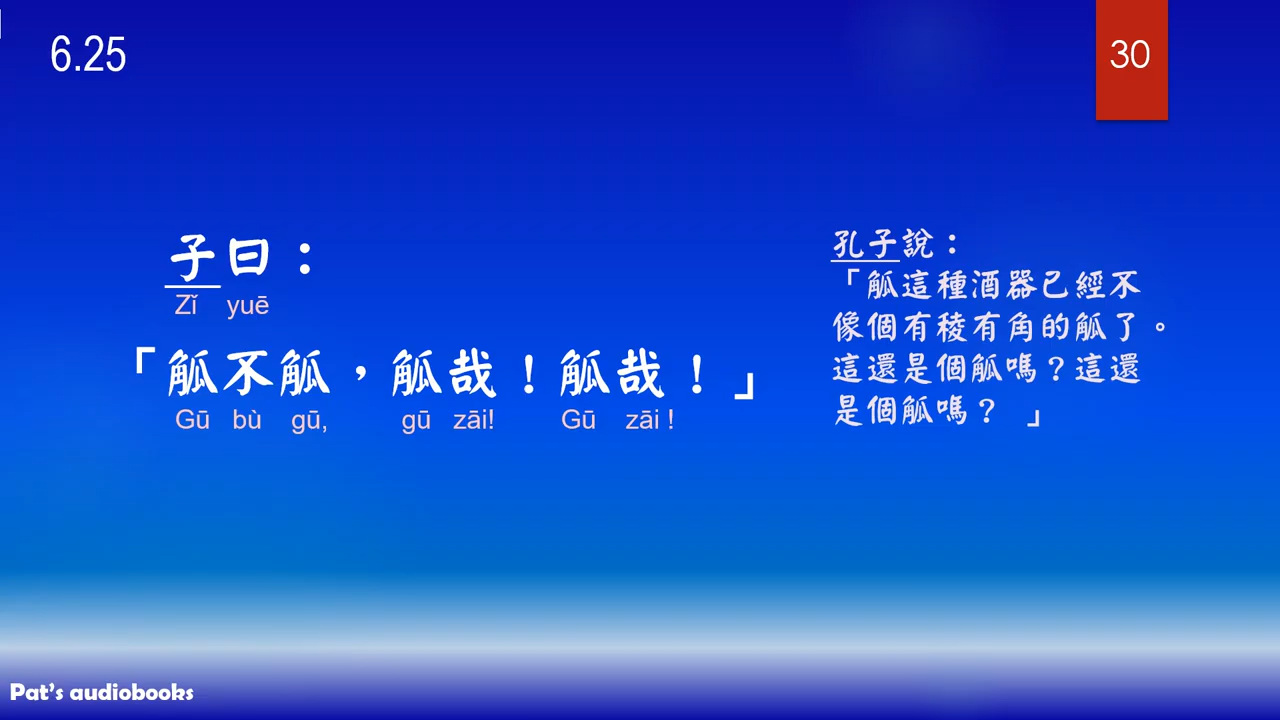 6.25
30
子曰：
Zǐ yuē
「觚不觚，觚哉！觚哉！」
Gū bù gū, gū zāi! Gū zāi !
孔子說：
「觚這種酒器已經不
像個有稜有角的觚了。
這還是個觚嗎？這還
是個觚嗎？」
Pat's audiobooks